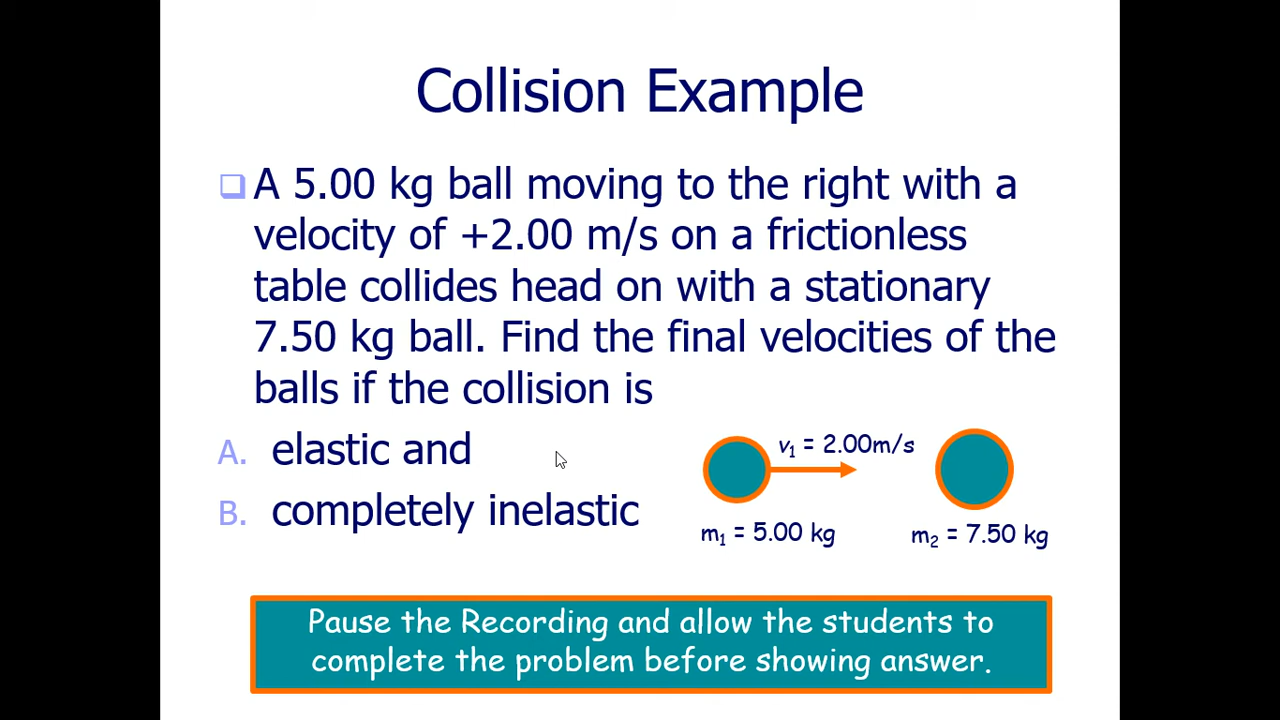 Collision Example
❑ A 5.00 kg ball moving to the right with a
velocity of +2.00 m/s on a frictionless
table collides head on with a stationary
7.50 kg ball. Find the final velocities of the
balls if the collision is
A. elastic and
v₁ = 2.00m/s
B. completely inelastic
m₁ = 5.00 kg
m₂ = 7.50 kg
Pause the Recording and allow the students to
complete the problem before showing answer.